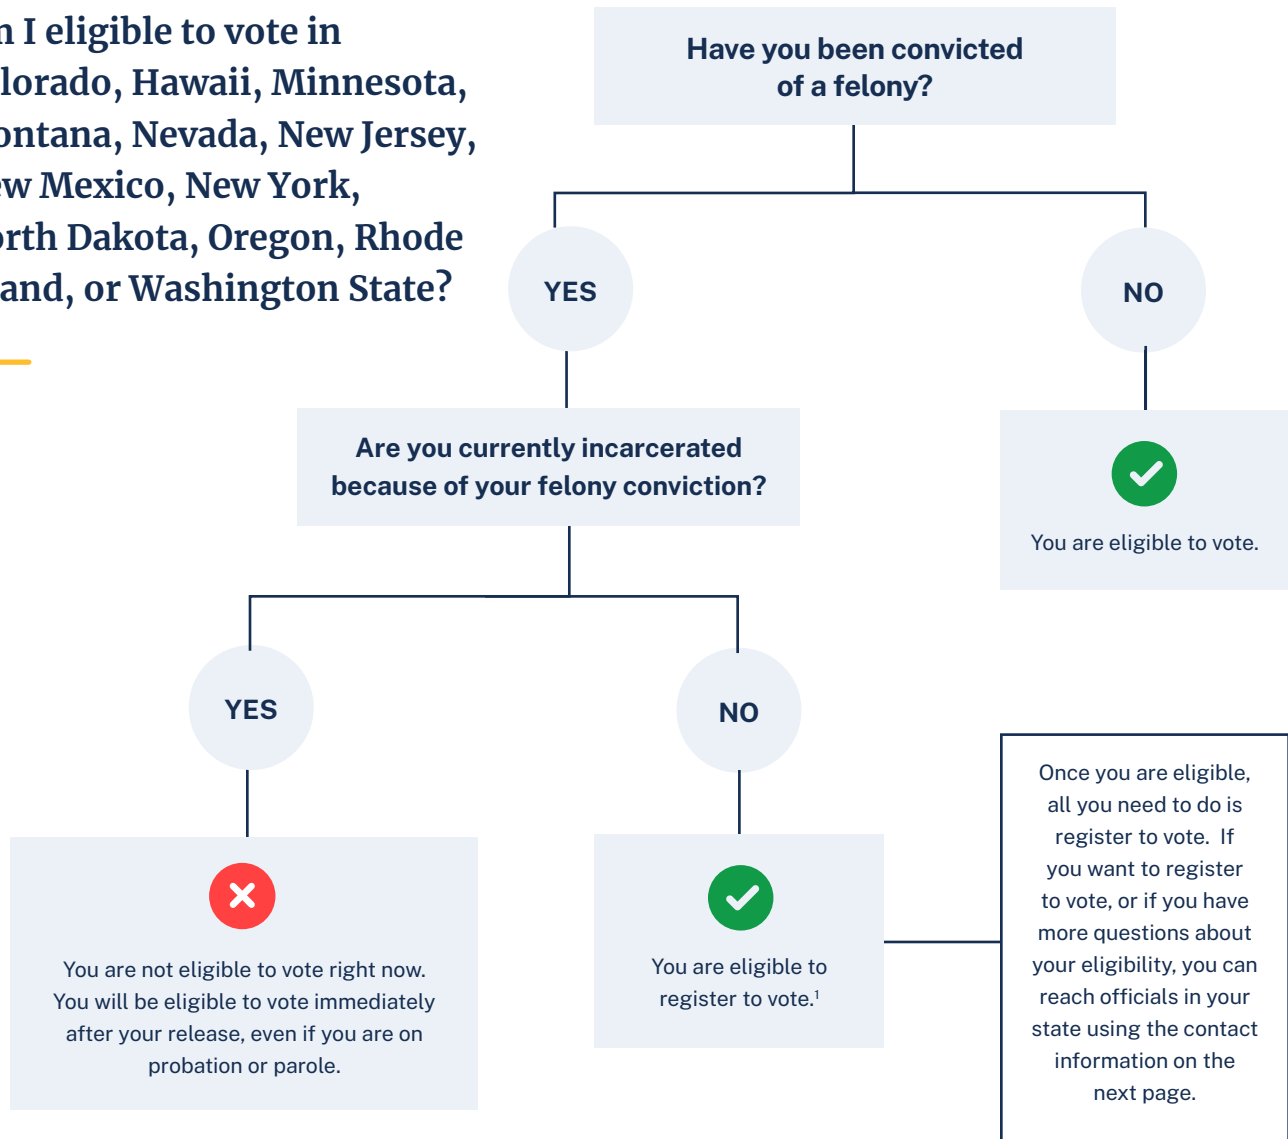 n I eligible to vote in
lorado, Hawaii, Minnesota,
ontana, Nevada, New Jersey,
ew Mexico, New York,
orth Dakota, Oregon, Rhode
and, or Washington State?
Have you been convicted
of a felony?
YES
NO
Are you currently incarcerated
because of your felony conviction?
You are eligible to vote.
YES
NO
You are not eligible to vote right now.
You will be eligible to vote immediately
after your release, even if you are on
probation or parole.
You are eligible to
register to vote.¹
Once you are eligible,
all you need to do is
register to vote. If
you want to register
to vote, or if you have
more questions about
your eligibility, you can
reach officials in your
state using the contact
information on the
next page.